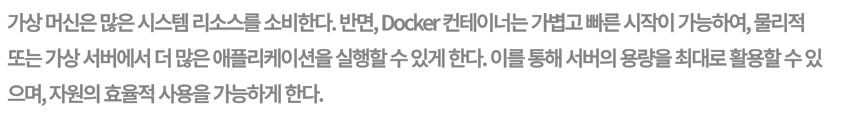 가상 머신은 많은 시스템 리소스를 소비한다. 반면, Docker 컨테이너는 가볍고 빠른 시작이 가능하여, 물리적
또는 가상 서버에서 더 많은 애플리케이션을 실행할 수 있게 한다. 이를 통해 서버의 용량을 최대로 활용할 수 있
으며, 자원의 효율적 사용을 가능하게 한다.